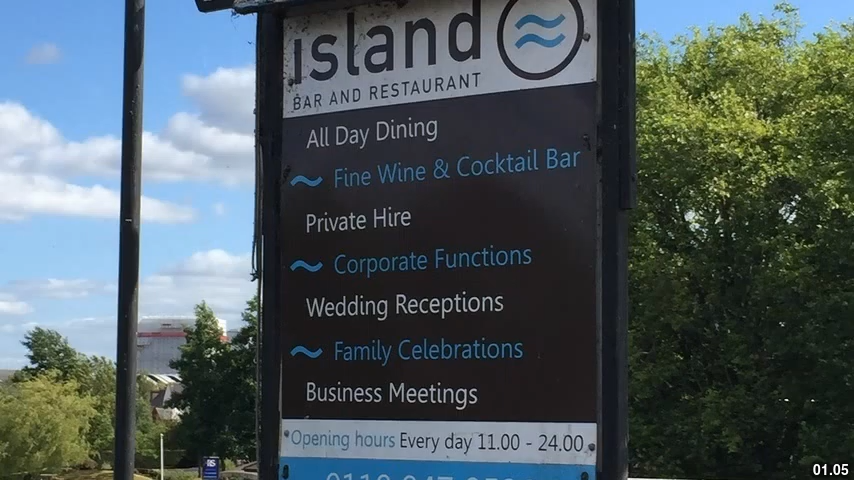 island
BAR AND RESTAURANT
All Day Dining
Fine Wine & Cocktail Bar
Private Hire
Corporate Functions
Wedding Receptions
Family Celebrations
Business Meetings
Opening hours Every day 11.00 - 24.00
01.05